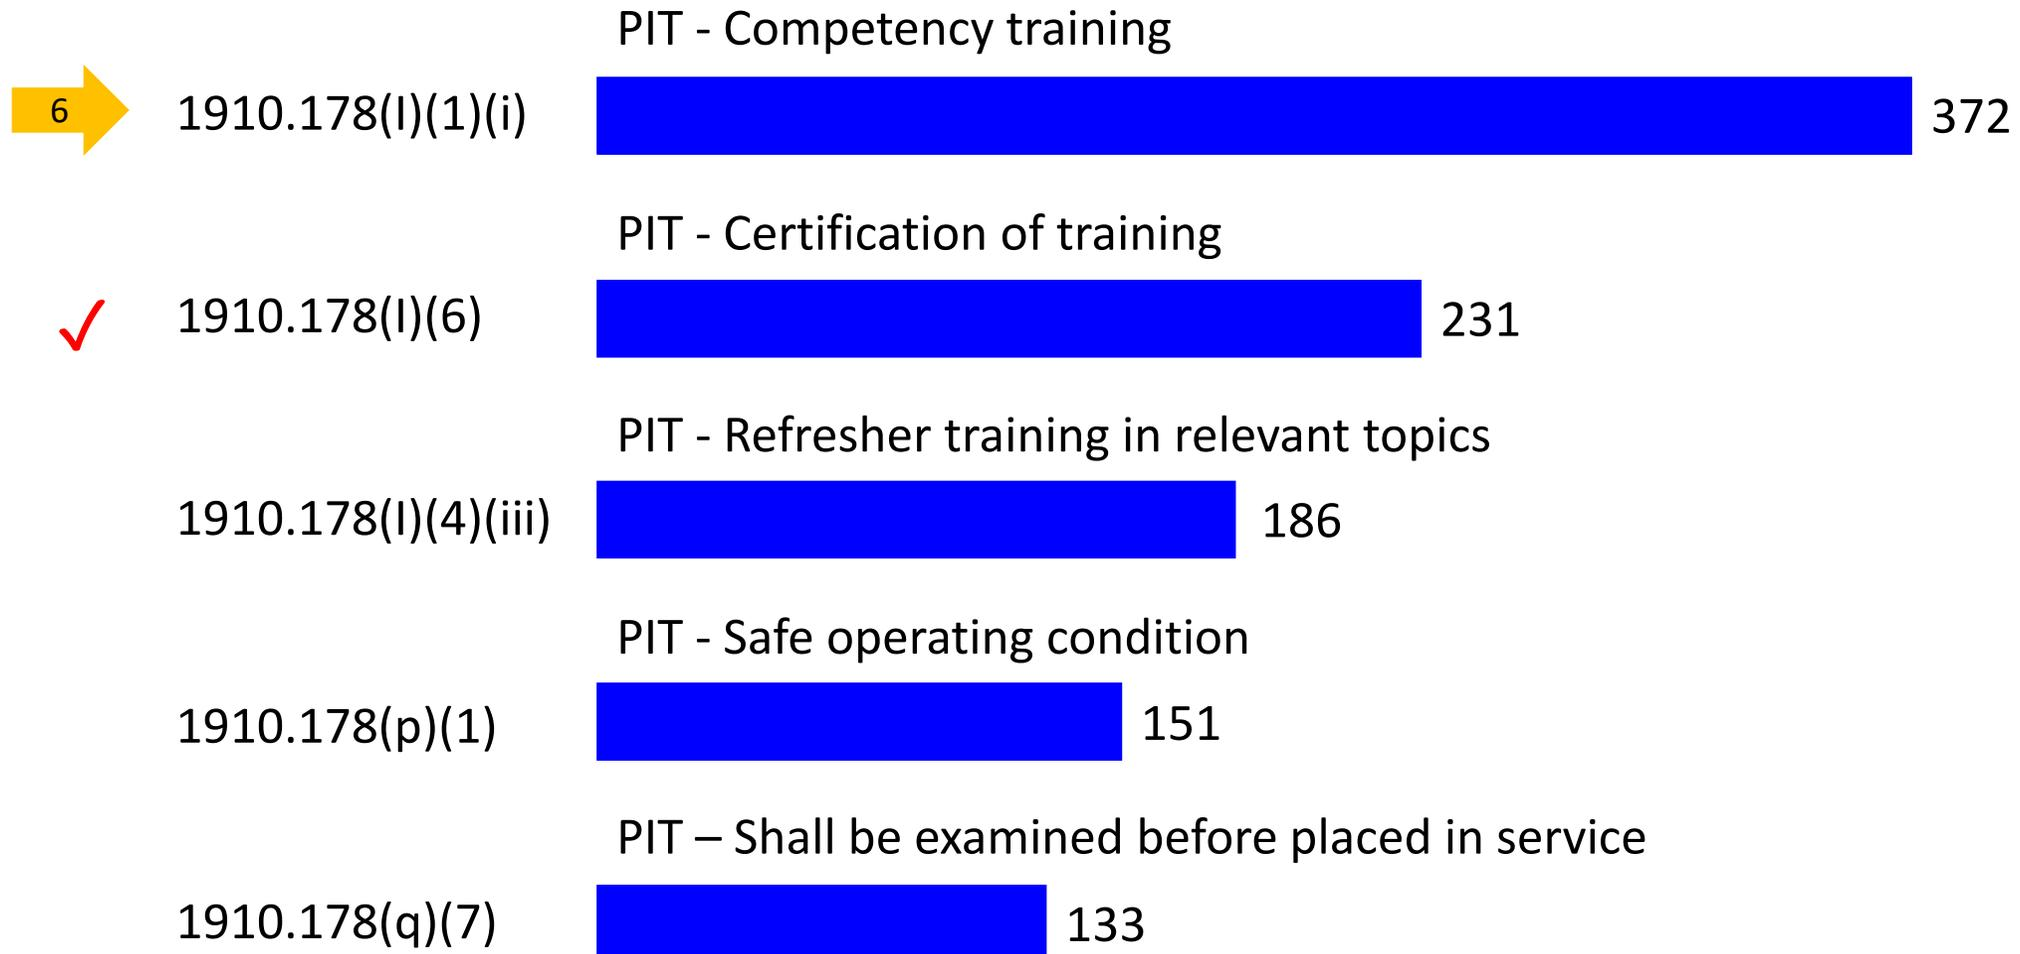 PIT - Competency training
6
1910.178(l)(1)(i)
372
PIT - Certification of training
1910.178(l)(6)
231
PIT - Refresher training in relevant topics
1910.178(l)(4)(iii)
186
PIT - Safe operating condition
1910.178(p)(1)
151
PIT – Shall be examined before placed in service
1910.178(q)(7)
133